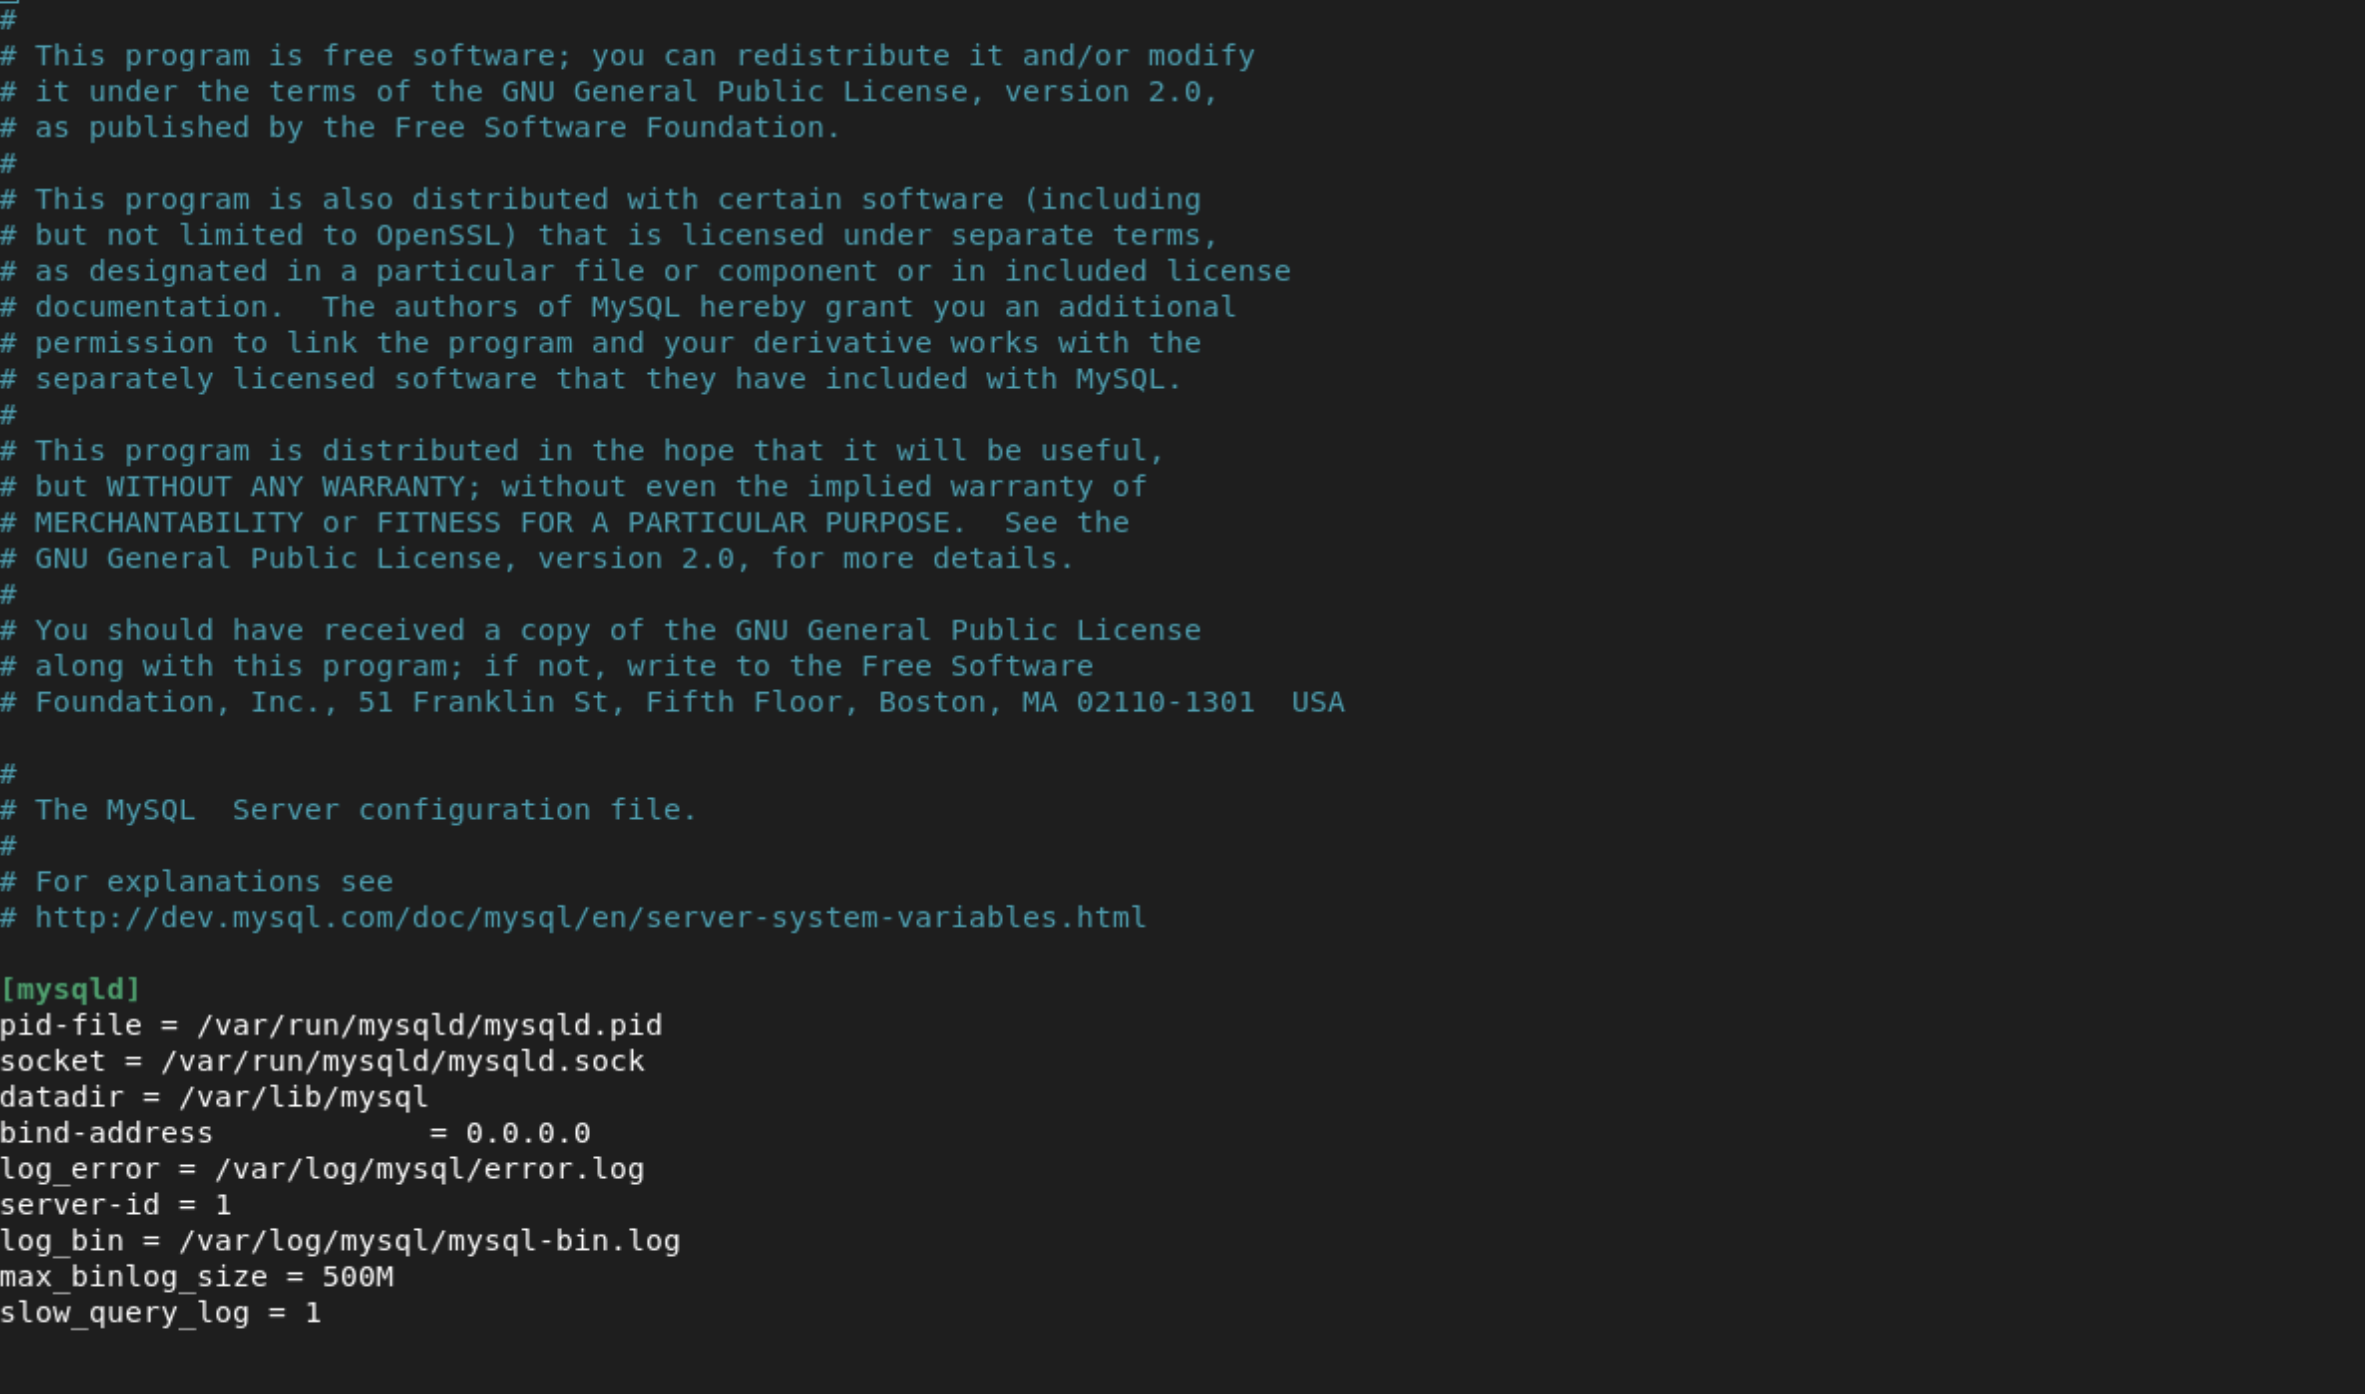 #
# This program is free software; you can redistribute it and/or modify
# it under the terms of the GNU General Public License, version 2.0,
# as published by the Free Software Foundation.
#
# This program is also distributed with certain software (including
# but not limited to OpenSSL) that is licensed under separate terms,
# as designated in a particular file or component or in included license
# documentation.  The authors of MySQL hereby grant you an additional
# permission to link the program and your derivative works with the
# separately licensed software that they have included with MySQL.
#
# This program is distributed in the hope that it will be useful,
# but WITHOUT ANY WARRANTY; without even the implied warranty of
# MERCHANTABILITY or FITNESS FOR A PARTICULAR PURPOSE.  See the
# GNU General Public License, version 2.0, for more details.
#
# You should have received a copy of the GNU General Public License
# along with this program; if not, write to the Free Software
# Foundation, Inc., 51 Franklin St, Fifth Floor, Boston, MA 02110-1301  USA

#
# The MySQL  Server configuration file.
#
# For explanations see
# http://dev.mysql.com/doc/mysql/en/server-system-variables.html

[mysqld]
pid-file = /var/run/mysqld/mysqld.pid
socket = /var/run/mysqld/mysqld.sock
datadir = /var/lib/mysql
bind-address            = 0.0.0.0
log_error = /var/log/mysql/error.log
server-id = 1
log_bin = /var/log/mysql/mysql-bin.log
max_binlog_size = 500M
slow_query_log = 1